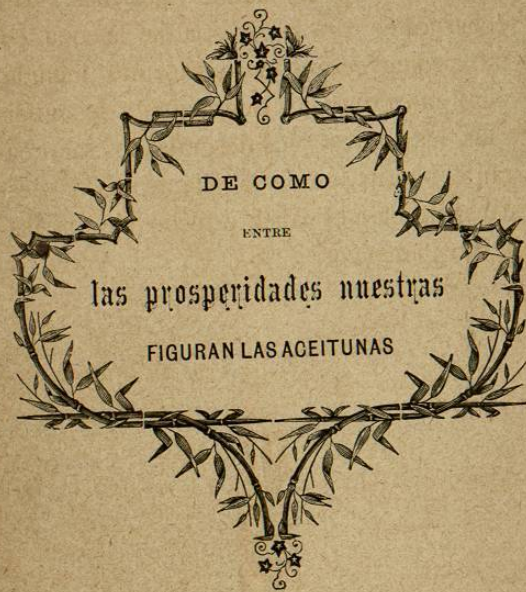 DE COMO
ENTRE
las prosperidades nuestras
FIGURAN LAS ACEITUNAS